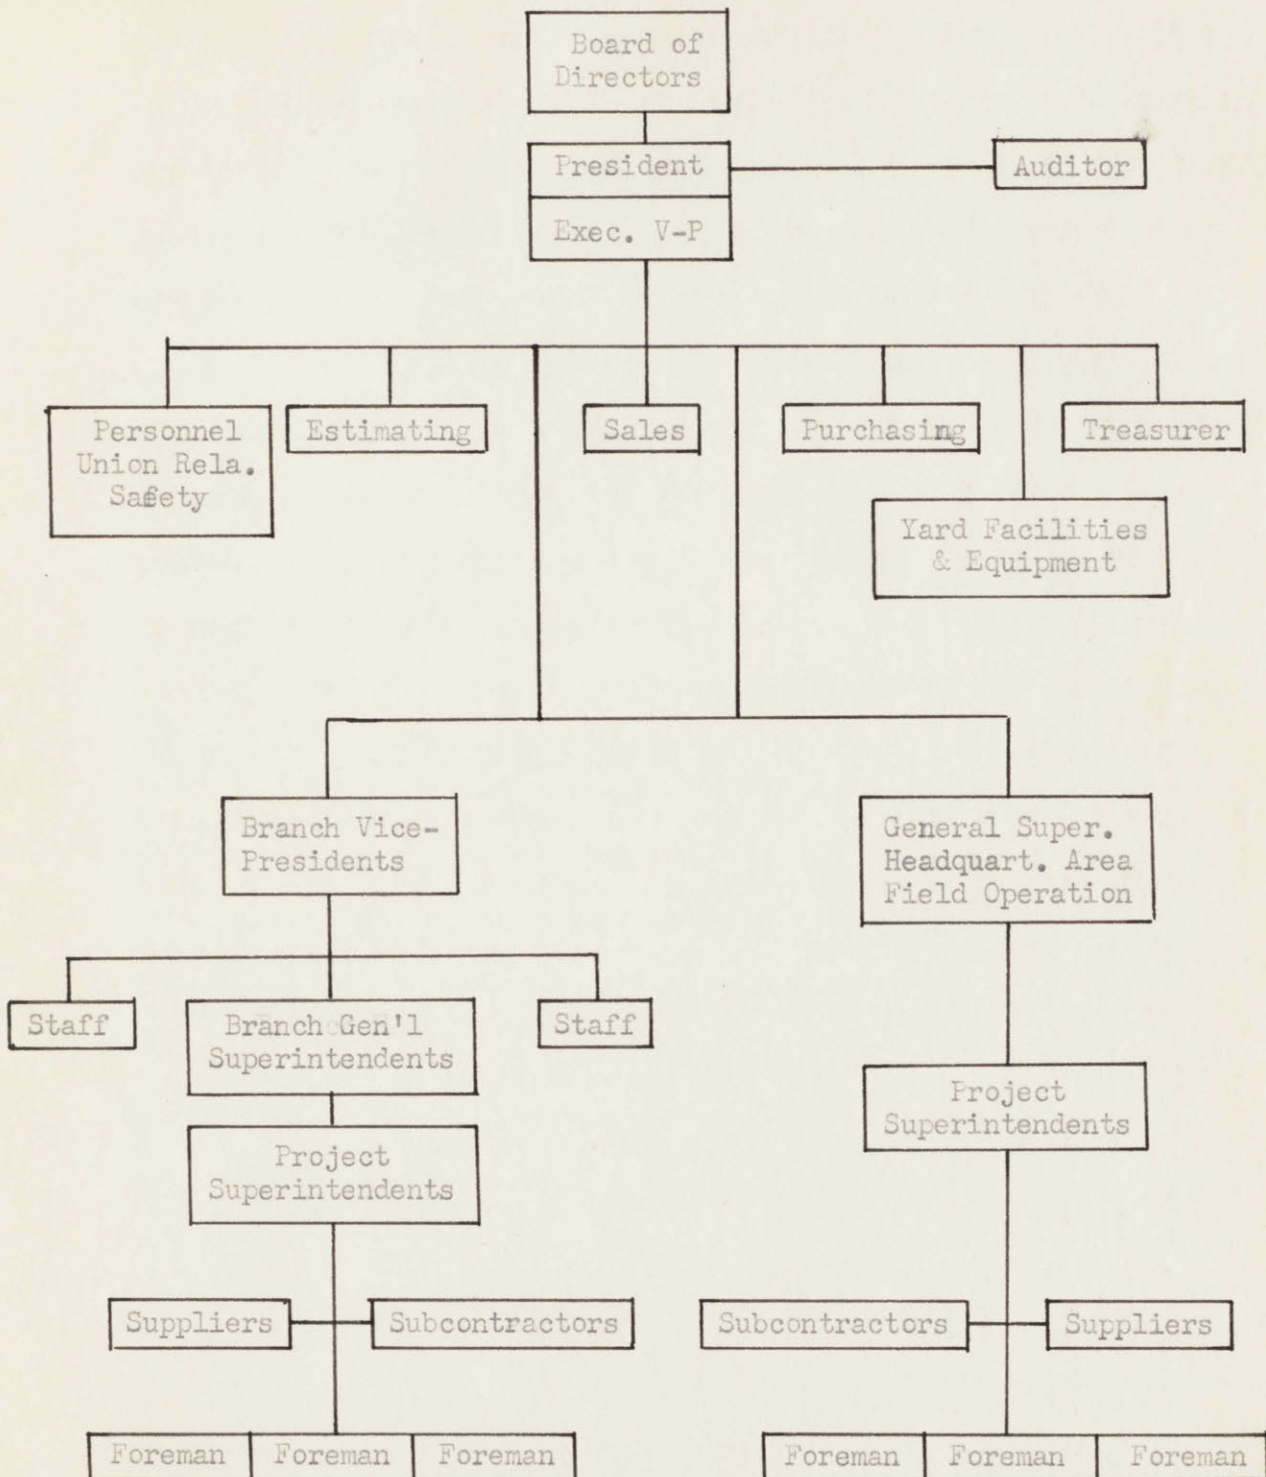 Board of
Directors
President
Auditor
Exec. V-P
Personnel
Union Rela.
Safety
Estimating
Sales
Purchasing
Treasurer
Yard Facilities
& Equipment
Branch Vice-
Presidents
General Super.
Headquart. Area
Field Operation
Staff
Branch Gen'l
Superintendents
Staff
Project
Superintendents
Project
Superintendents
Suppliers
Subcontractors
Subcontractors
Suppliers
Foreman
Foreman
Foreman
Foreman
Foreman
Foreman